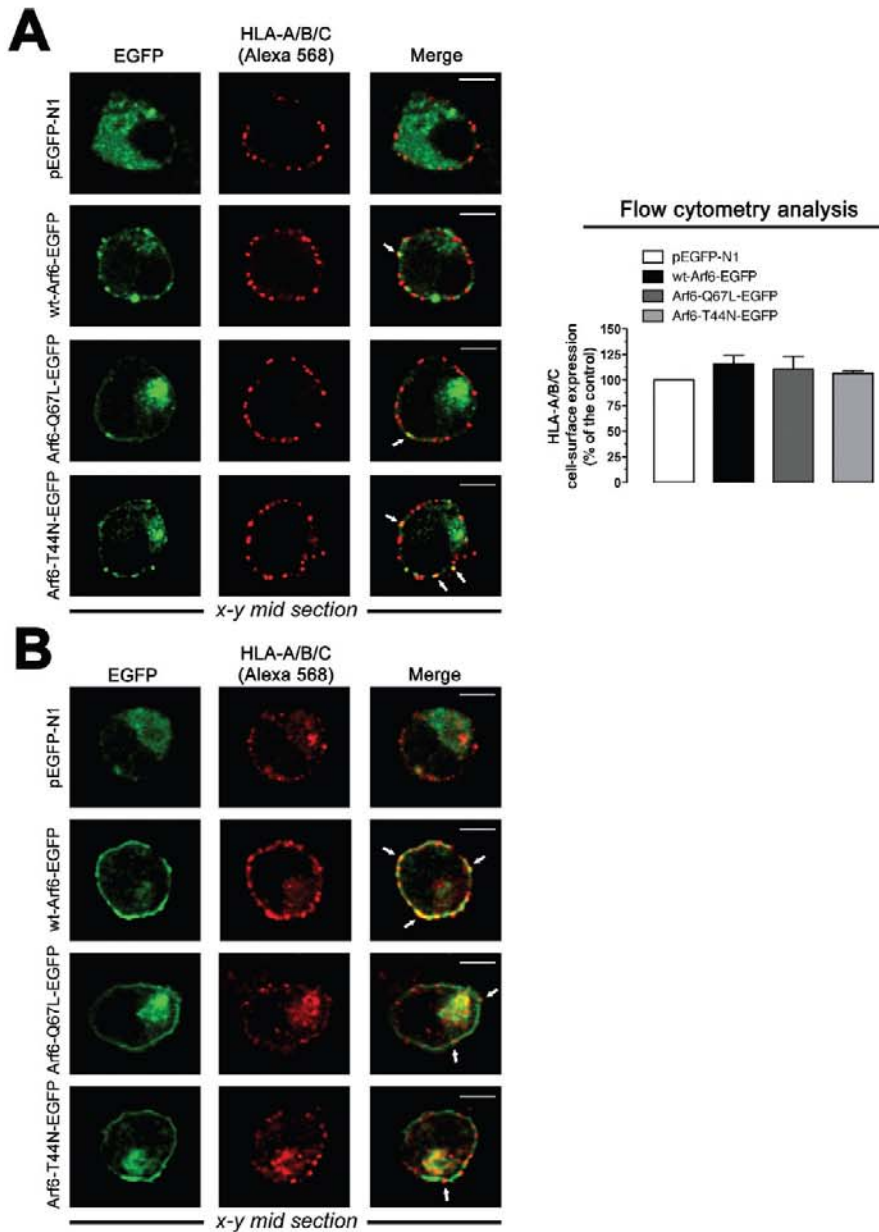 A
EGFP
HLA-A/B/C
(Alexa 568)
Merge
pEGFP-N1
wt-Arf6-EGFP
Arf6-Q67L-EGFP
Arf6-T44N-EGFP
x-y mid section
Flow cytometry analysis
pEGFP-N1
wt-Arf6-EGFP
Arf6-Q67L-EGFP
Arf6-T44N-EGFP
HLA-A/B/C
cell-surface expression
(% of the control)
150
125
100
75
50
25
0
B
EGFP
HLA-A/B/C
(Alexa 568)
Merge
pEGFP-N1
wt-Arf6-EGFP
Arf6-Q67L-EGFP
Arf6-T44N-EGFP
x-y mid section